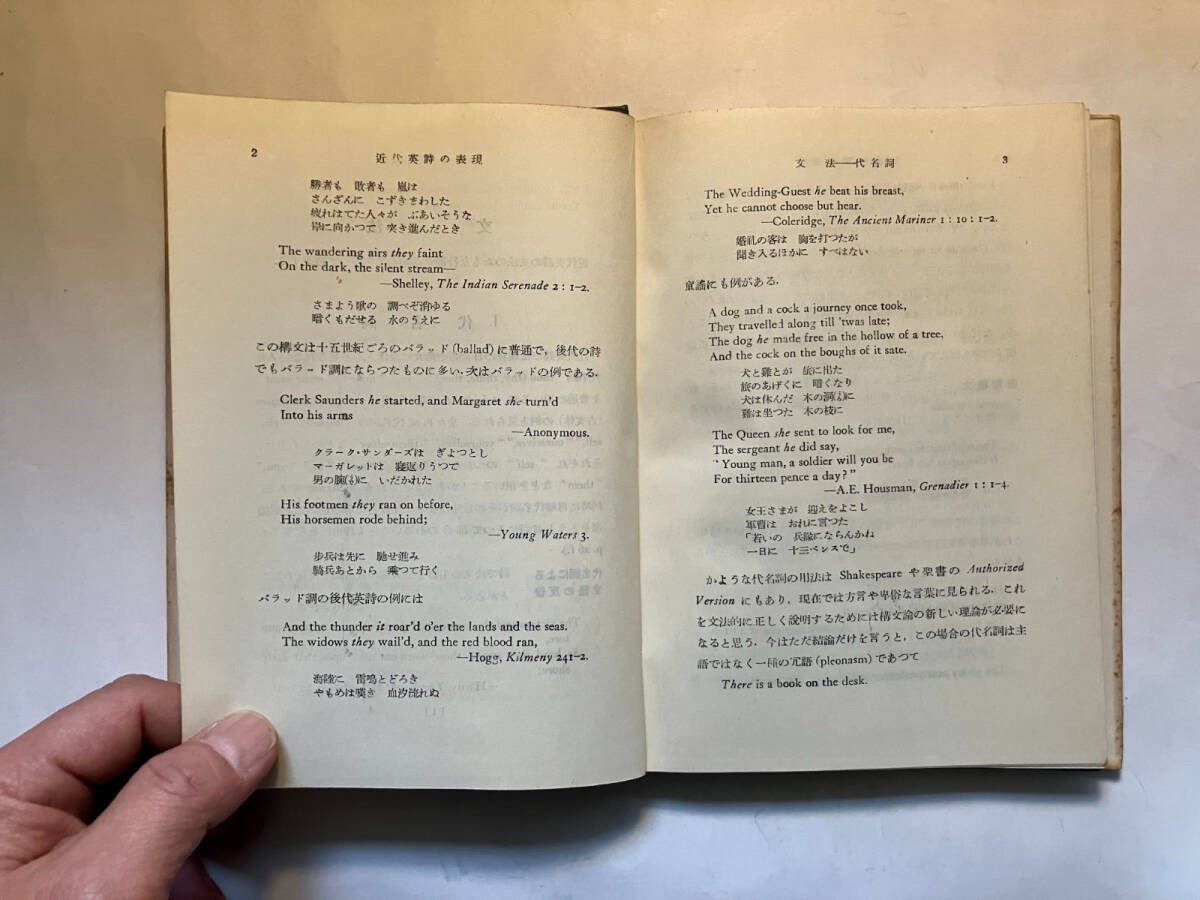 2
近代英詩の表現
勝者も 敗者も 嵐は
さんざんに こずきまわした
疲れはてた人々が ぶあいそうな
岸に向かつて 突き進んだとき
The wandering airs they faint
On the dark, the silent stream—
—Shelley, The Indian Serenade 2 : 1-2.
さまよう歌の 調べぞ消ゆる
暗くもだせる 水のうえに
この構文は十五世紀ごろのバラッド(ballad)に普通で，後代の詩
でもバラッド調にならつたものに多い．次はバラッドの例である．
Clerk Saunders he started, and Margaret she turn'd
Into his arms
—Anonymous.
クラーク・サンダーズは ぎよつとし
マーガレットは 寝返りうつて
男の腕に いだかれた
His footmen they ran on before,
His horsemen rode behind;
—Young Waters 3.
歩兵は先に 馳せ進み
騎兵あとから 乗つて行く
バラッド調の後代英詩の例には
And the thunder it roar'd o'er the lands and the seas.
The widows they wail'd, and the red blood ran,
—Hogg, Kilmeny 241-2.
海陸に 雷鳴とどろき
やもめは嘆き 血汐流れぬ
文法——代名詞
3
The Wedding-Guest he beat his breast,
Yet he cannot choose but hear.
—Coleridge, The Ancient Mariner 1 : 10 : 1-2.
婚礼の客は 胸を打つたが
聞き入るほかに すべはない
童謡にも例がある．
A dog and a cock a journey once took,
They travelled along till 'twas late;
The dog he made free in the hollow of a tree,
And the cock on the boughs of it sate.
犬と雞とが 旅に出た
旅のあげくに 暗くなり
犬は休んだ 木の洞に
雞は坐つた 木の枝に
The Queen she sent to look for me,
The sergeant he did say,
"Young man, a soldier will you be
For thirteen pence a day?"
—A.E. Housman, Grenadier 1 : 1-4.
女王さまが 迎えをよこし
軍曹は おれに言つた
「若いの 兵隊にならんかね
一日に 十三ペンスで」
かような代名詞の用法は Shakespeare や聖書の Authorized
Version にもあり，現在では方言や卑俗な言葉に見られる．これ
を文法的に正しく説明するためには構文論の新しい理論が必要に
なると思う．今はただ結論だけを言うと，この場合の代名詞は主
語ではなく一種の冗語(pleonasm)であつて
There is a book on the desk.